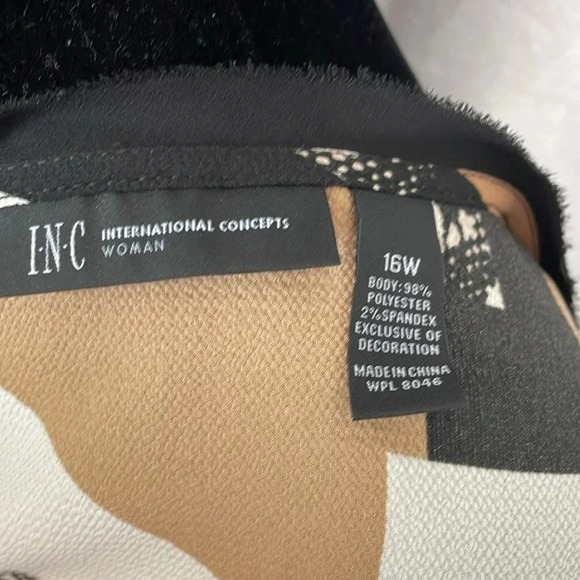 I·N·C INTERNATIONAL CONCEPTS
WOMAN
16W
BODY: 98%
POLYESTER
2% SPANDEX
EXCLUSIVE OF
DECORATION
MADE IN CHINA
WPL 8046